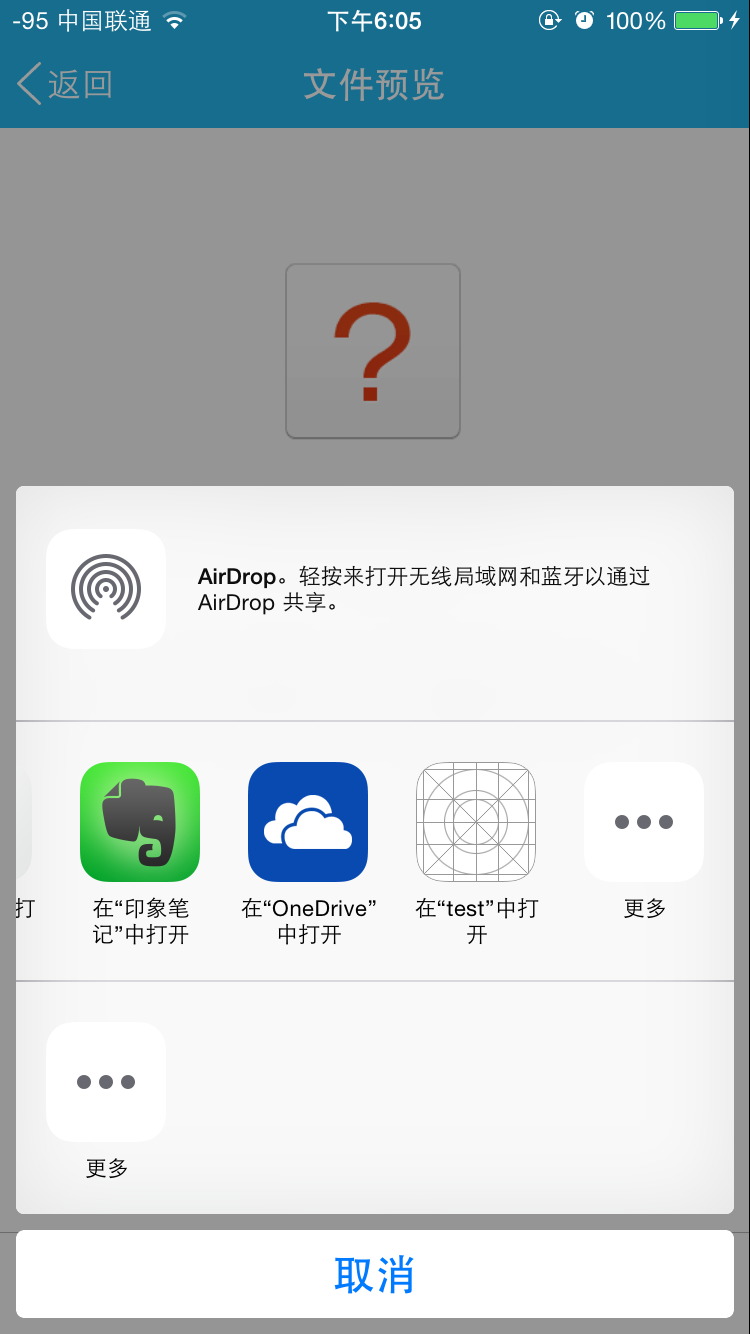 -95 中国联通 下午6:05 100%
返回 文件预览
?
AirDrop。轻按来打开无线局域网和蓝牙以通过
AirDrop 共享。
打
在“印象笔
记”中打开
在“OneDrive”
中打开
在“test”中打
开
更多
更多
取消